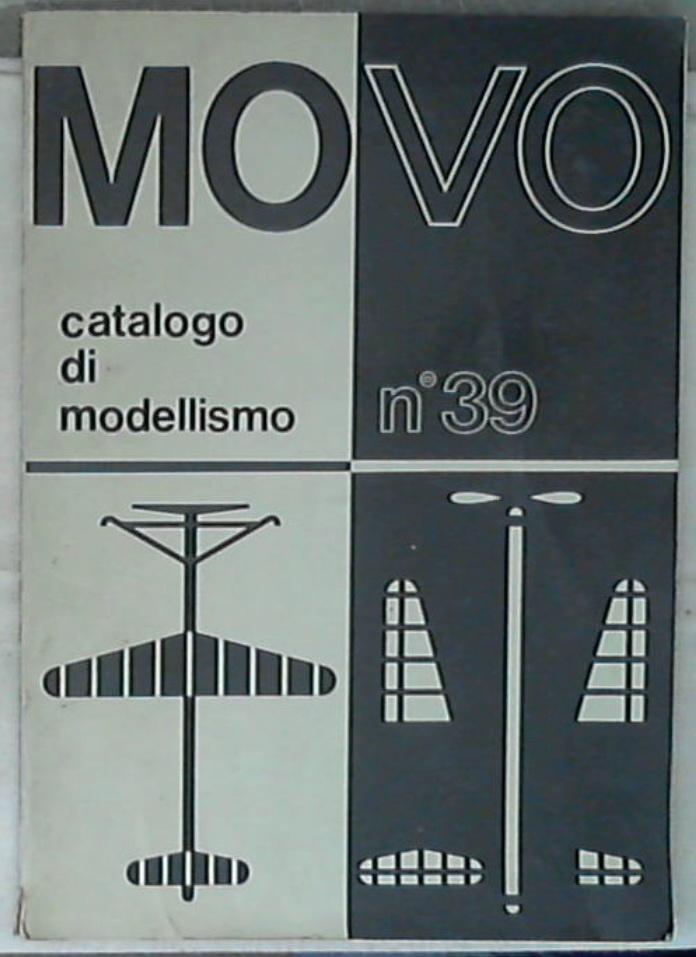 MOVO
catalogo
di
modellismo
n° 39